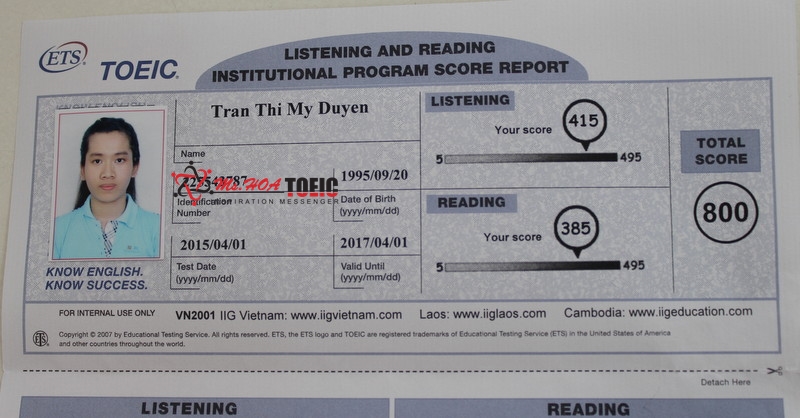 ETS
TOEIC
LISTENING AND READING
INSTITUTIONAL PROGRAM SCORE REPORT
Tran Thi My Duyen
Name
Ms.HOA TOEIC
INSPIRATION MESSENGER
Identification
Number
1995/09/20
Date of Birth
(yyyy/mm/dd)
2015/04/01
Test Date
(yyyy/mm/dd)
2017/04/01
Valid Until
(yyyy/mm/dd)
KNOW ENGLISH.
KNOW SUCCESS.
LISTENING
Your score
415
5
495
READING
Your score
385
5
495
TOTAL
SCORE
800
FOR INTERNAL USE ONLY
VN2001 IIG Vietnam: www.iigvietnam.com Laos: www.iiglaos.com Cambodia: www.iigeducation.com
ETS
Copyright © 2007 by Educational Testing Service. All rights reserved. ETS, the ETS logo and TOEIC are registered trademarks of Educational Testing Service (ETS) in the United States of America
and other countries throughout the world.
Detach Here
LISTENING
READING